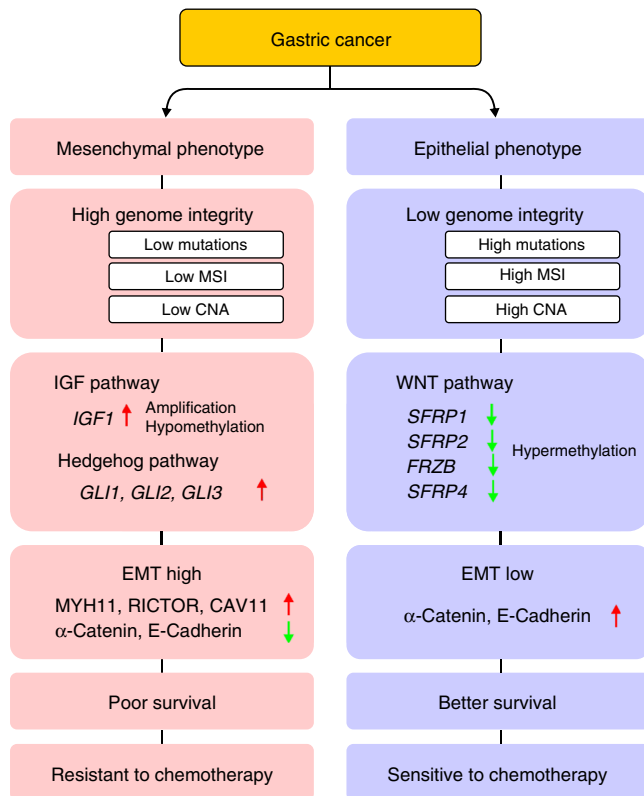 Gastric cancer
Mesenchymal phenotype
High genome integrity
Low mutations
Low MSI
Low CNA
IGF pathway
IGF1
Amplification
Hypomethylation
Hedgehog pathway
GLI1, GLI2, GLI3
EMT high
MYH11, RICTOR, CAV11
α-Catenin, E-Cadherin
Poor survival
Resistant to chemotherapy
Epithelial phenotype
Low genome integrity
High mutations
High MSI
High CNA
WNT pathway
SFRP1
SFRP2
FRZB
SFRP4
Hypermethylation
EMT low
α-Catenin, E-Cadherin
Better survival
Sensitive to chemotherapy